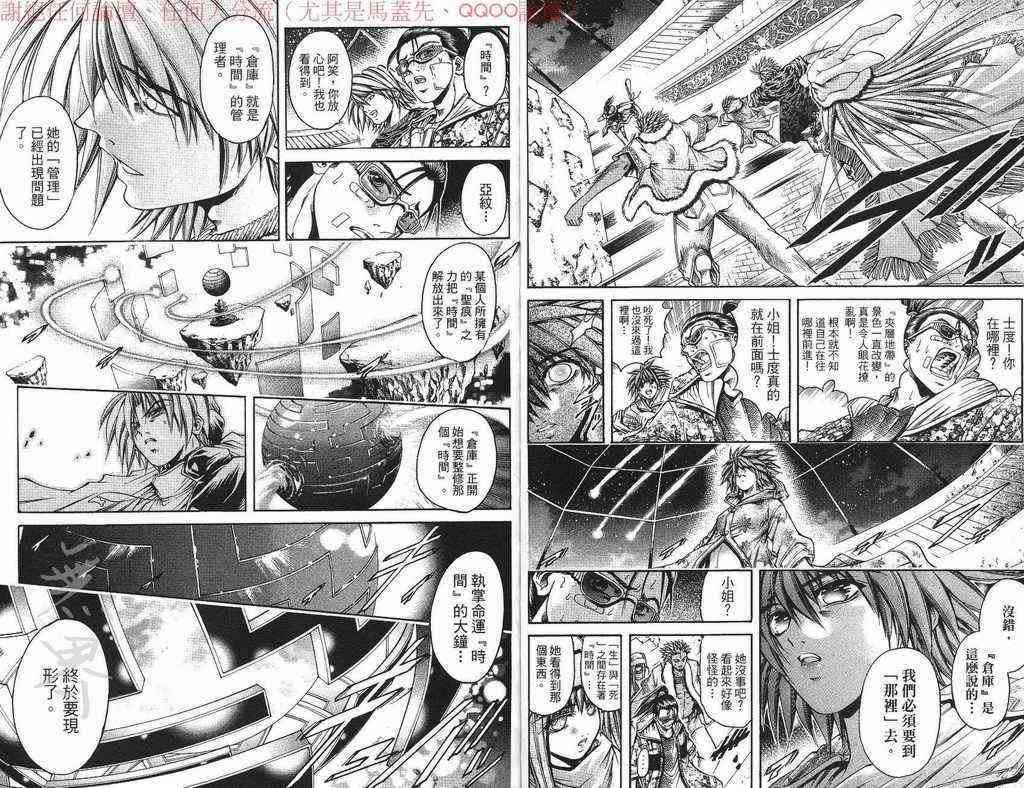 謝絕任何論壇、任何人分流（尤其是馬蓋先、QQOO
士度！你
在哪裡？
『夾層地帶』的
景色一直改變，
真是令人眼花撩
亂啊！
根本就不知
道自己在往
哪裡前進！
小姐！士度真的
就在前面嗎？
吵死了！我
也沒來過這
裡啊…
沒錯，
『倉庫』是
這麼說的…
我們必須要到
「那裡」去。
小姐？
她沒事吧？
看起來好像
怪怪的！
「生」與「死
」之間存在著
『時間』…
她看得到那
個東西。
『時間』？
阿笑，你放
心吧！我也
看得到。
亞紋…
『倉庫』就是
『時間』的管
理者。
她的「管理」
已經出現問題
了。
某個人所擁有
的『聖痕』之
力把『時間』
解放出來了。
『倉庫』正開
始想要整修那
個『時間』。
執掌命運『時
間』的大鐘…
終於要現
形了。